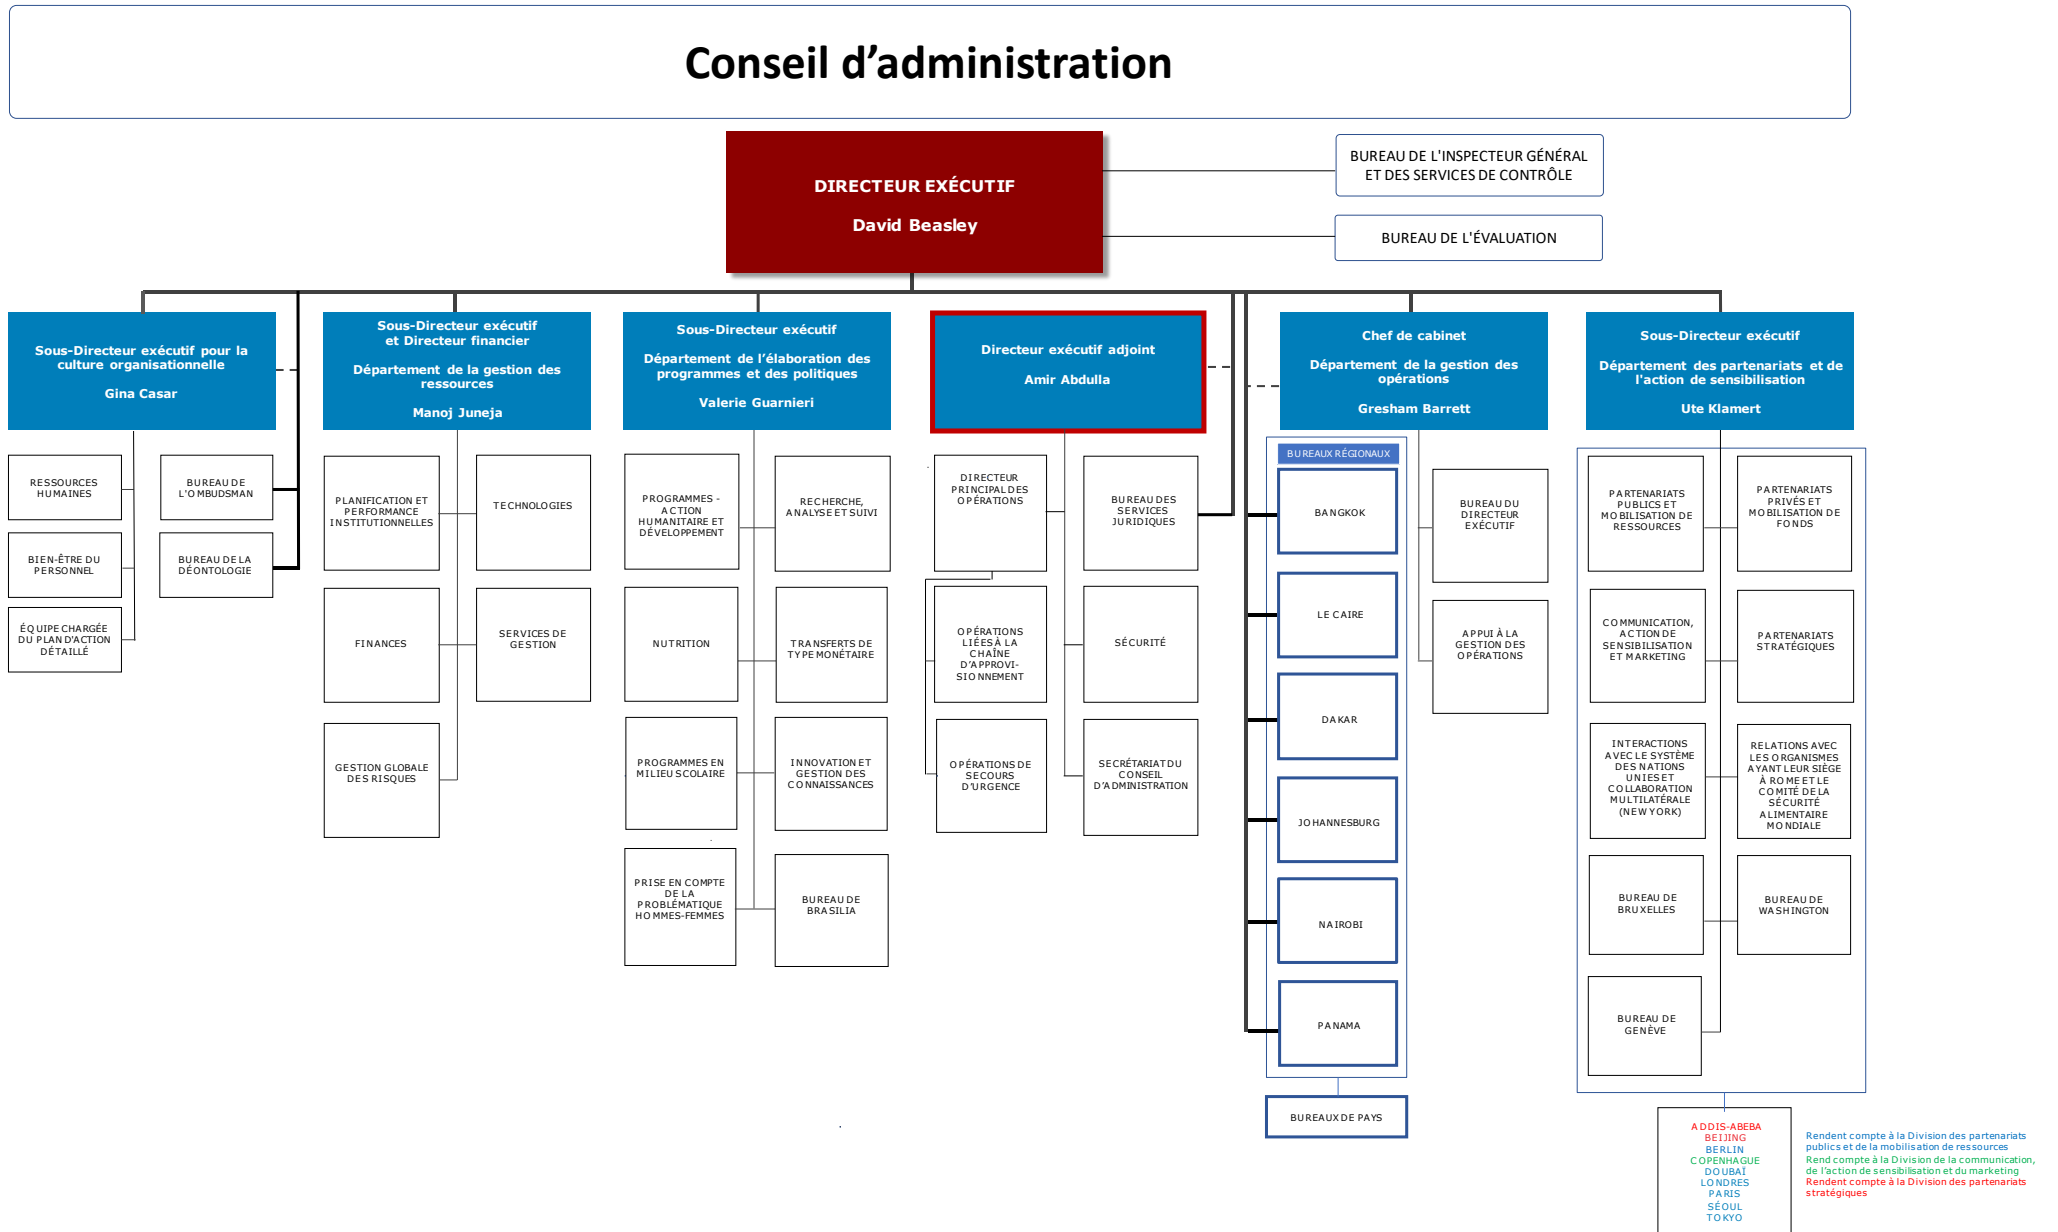 Conseil d’administration
DIRECTEUR EXÉCUTIF
David Beasley
BUREAU DE L'INSPECTEUR GÉNÉRAL
ET DES SERVICES DE CONTRÔLE
BUREAU DE L'ÉVALUATION
Sous-Directeur exécutif pour la
culture organisationnelle
Gina Casar
Sous-Directeur exécutif
et Directeur financier
Département de la gestion des
ressources
Manoj Juneja
Sous-Directeur exécutif
Département de l’élaboration des
programmes et des politiques
Valerie Guarnieri
Directeur exécutif adjoint
Amir Abdulla
Chef de cabinet
Département de la gestion des
opérations
Gresham Barrett
Sous-Directeur exécutif
Département des partenariats et de
l'action de sensibilisation
Ute Klamert
RESSOURCES
HUMAINES
BUREAU DE
L'OMBUDSMAN
BIEN-ÊTRE DU
PERSONNEL
BUREAU DE LA
DÉONTOLOGIE
ÉQUIPE CHARGÉE
DU PLAN D'ACTION
DÉTAILLÉ
PLANIFICATION ET
PERFORMANCE
INSTITUTIONNELLES
TECHNOLOGIES
FINANCES
SERVICES DE
GESTION
GESTION GLOBALE
DES RISQUES
PROGRAMMES -
ACTION
HUMANITAIRE ET
DÉVELOPPEMENT
RECHERCHE,
ANALYSE ET SUIVI
NUTRITION
TRANSFERTS DE
TYPE MONÉTAIRE
PROGRAMMES EN
MILIEU SCOLAIRE
INNOVATION ET
GESTION DES
CONNAISSANCES
PRISE EN COMPTE
DE LA
PROBLÉMATIQUE
HOMMES-FEMMES
BUREAU DE
BRASILIA
DIRECTEUR
PRINCIPAL DES
OPÉRATIONS
BUREAU DES
SERVICES
JURIDIQUES
OPÉRATIONS
LIÉES À LA
CHAÎNE
D'APPROVI-
SIONNEMENT
SÉCURITÉ
OPÉRATIONS DE
SECOURS
D'URGENCE
SECRÉTARIAT DU
CONSEIL
D'ADMINISTRATION
BUREAUX RÉGIONAUX
BANGKOK
LE CAIRE
DAKAR
JOHANNESBURG
NAIROBI
PANAMA
BUREAUX DE PAYS
BUREAU DU
DIRECTEUR
EXÉCUTIF
APPUI À LA
GESTION DES
OPÉRATIONS
PARTENARIATS
PUBLICS ET
MOBILISATION DE
RESSOURCES
PARTENARIATS
PRIVÉS ET
MOBILISATION DE
FONDS
COMMUNICATION,
ACTION DE
SENSIBILISATION
ET MARKETING
PARTENARIATS
STRATÉGIQUES
INTERACTIONS
AVEC LE SYSTÈME
DES NATIONS
UNIES ET
COLLABORATION
MULTILATÉRALE
(NEW YORK)
RELATIONS AVEC
LES ORGANISMES
AYANT LEUR SIÈGE
À ROME ET LE
COMITÉ DE LA
SÉCURITÉ
ALIMENTAIRE
MONDIALE
BUREAU DE
BRUXELLES
BUREAU DE
WASHINGTON
BUREAU DE
GENÈVE
ADDIS-ABEBA
BEIJING
BERLIN
COPENHAGUE
DOUBAÏ
LONDRES
PARIS
SÉOUL
TOKYO
Rendent compte à la Division des partenariats
publics et de la mobilisation de ressources
Rend compte à la Division de la communication,
de l’action de sensibilisation et du marketing
Rendent compte à la Division des partenariats
stratégiques